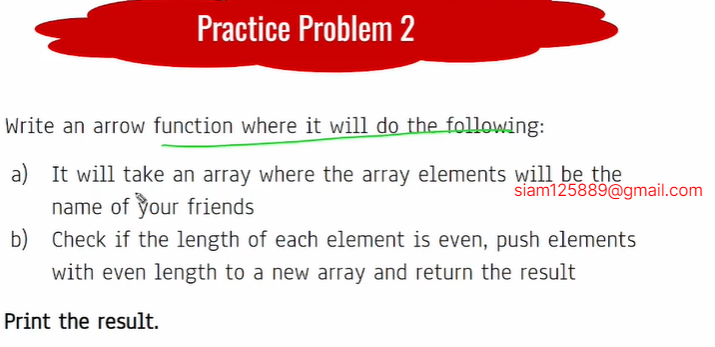 Practice Problem 2
Write an arrow function where it will do the following:
a) It will take an array where the array elements will be the
siam125889@gmail.com
name of your friends
b) Check if the length of each element is even, push elements
with even length to a new array and return the result
Print the result.